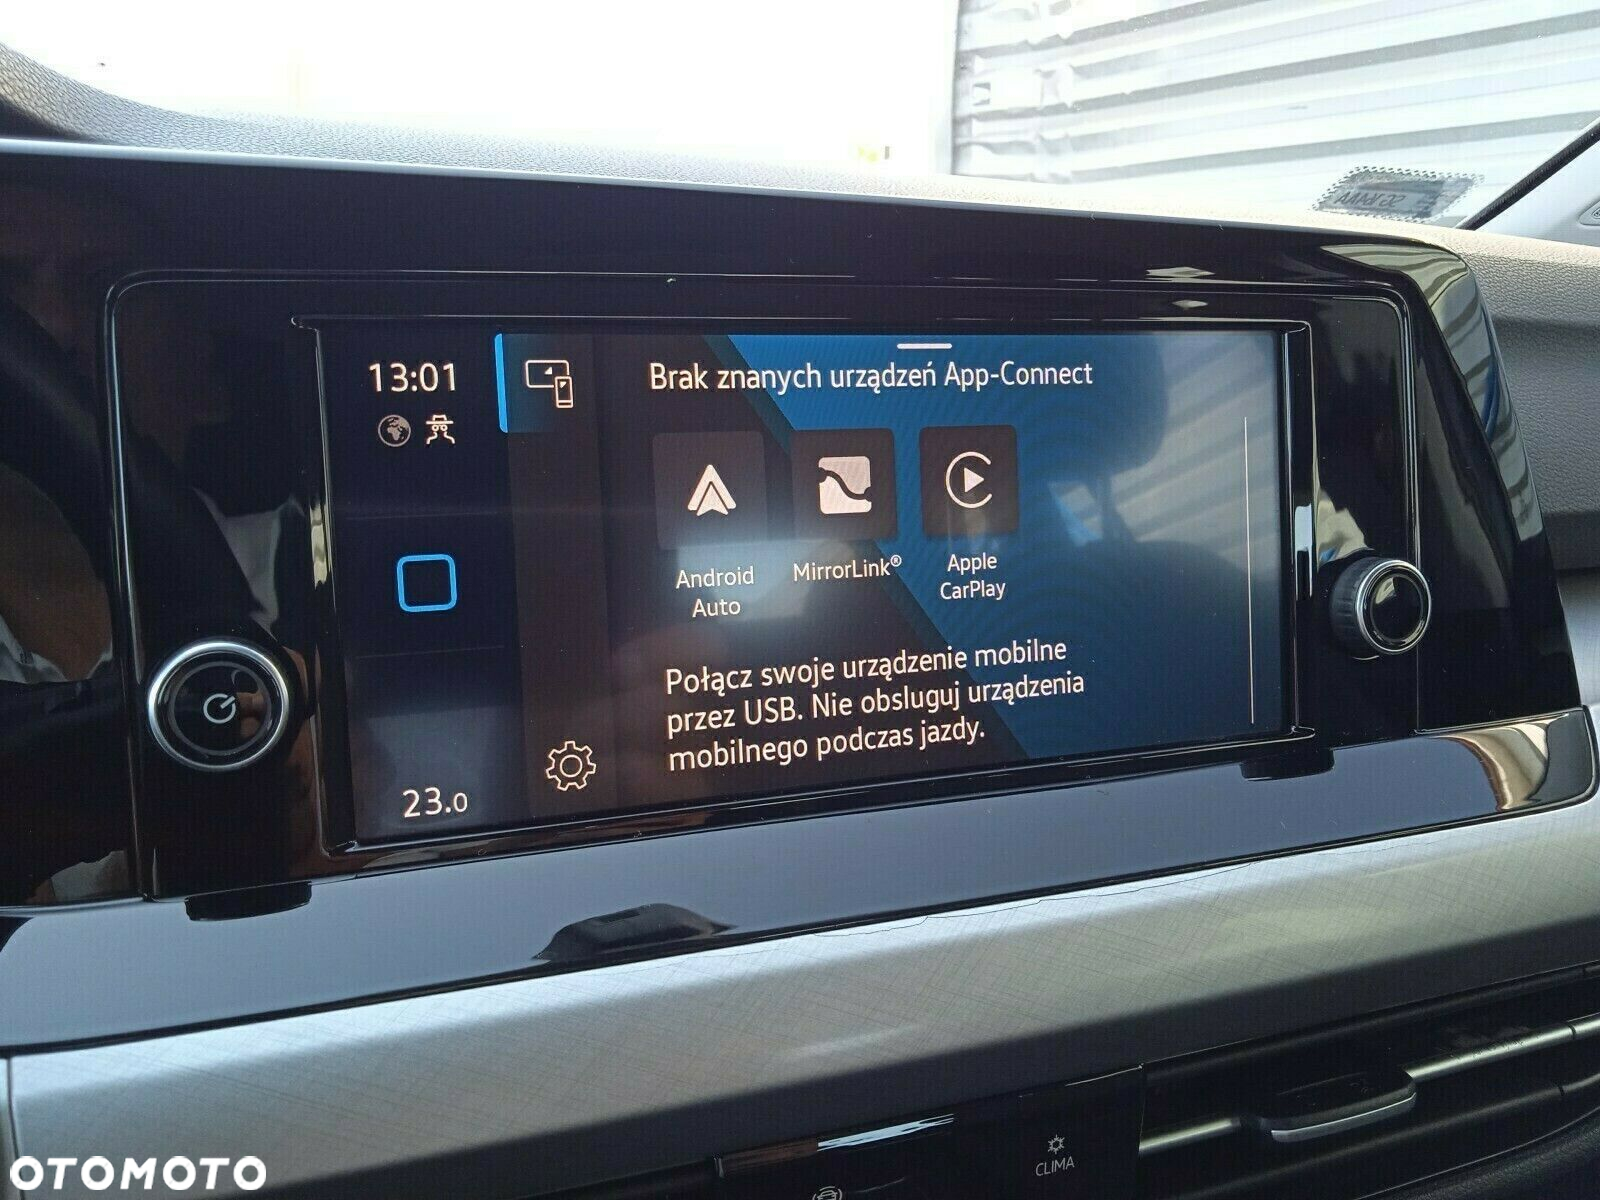 13:01
Brak znanych urządzeń App-Connect
Android
Auto
MirrorLink®
Apple
CarPlay
Połącz swoje urządzenie mobilne
przez USB. Nie obsługuj urządzenia
mobilnego podczas jazdy.
23.0
CLIMA
OTOMOTO